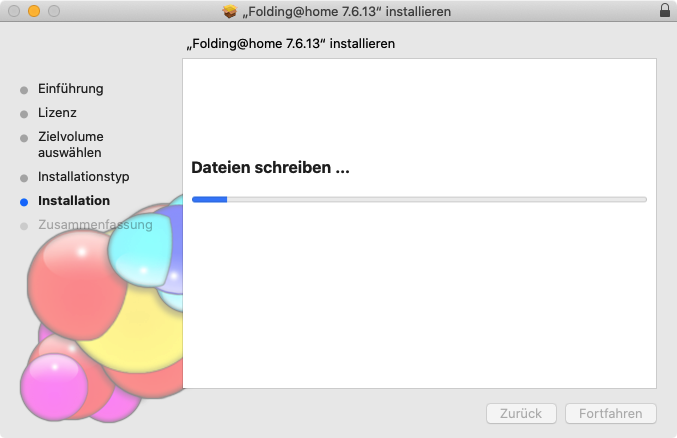 „Folding@home 7.6.13“ installieren
„Folding@home 7.6.13“ installieren
Einführung
Lizenz
Zielvolume
auswählen
Installationstyp
Installation
Zusammenfassung
Dateien schreiben ...
Zurück
Fortfahren